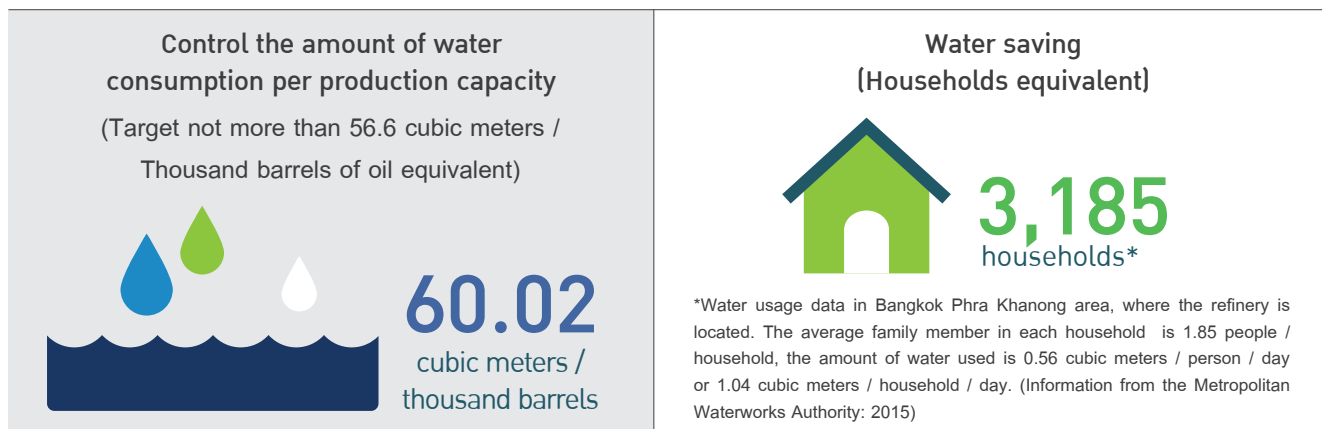 Control the amount of water
consumption per production capacity
(Target not more than 56.6 cubic meters /
Thousand barrels of oil equivalent)
60.02
cubic meters /
thousand barrels
Water saving
(Households equivalent)
3,185
households*
*Water usage data in Bangkok Phra Khanong area, where the refinery is
located. The average family member in each household is 1.85 people /
household, the amount of water used is 0.56 cubic meters / person / day
or 1.04 cubic meters / household / day. (Information from the Metropolitan
Waterworks Authority: 2015)